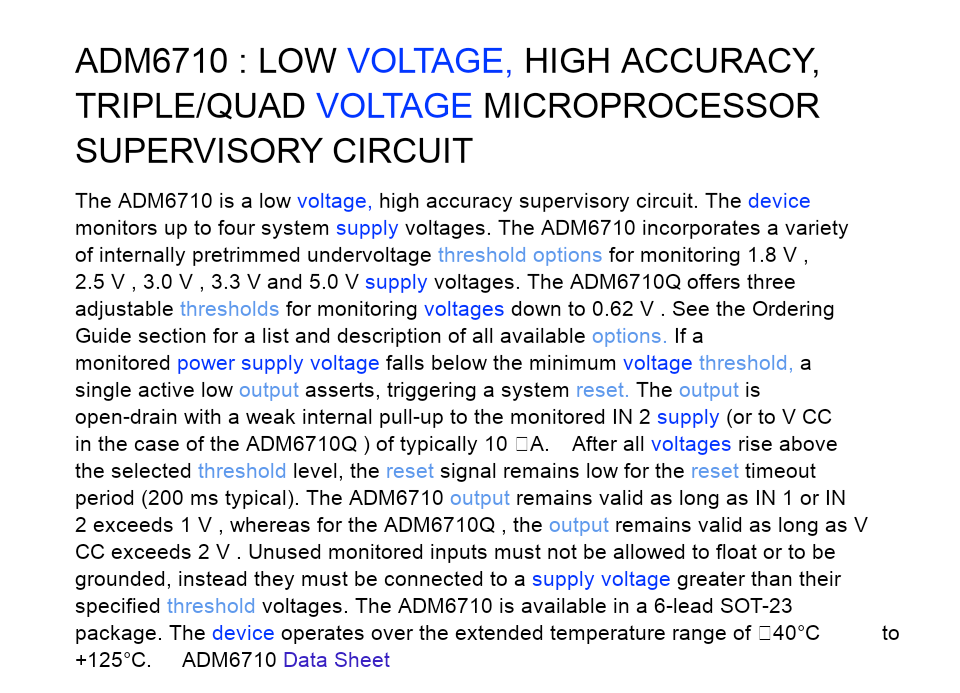 ADM6710 : LOW VOLTAGE, HIGH ACCURACY,
TRIPLE/QUAD VOLTAGE MICROPROCESSOR
SUPERVISORY CIRCUIT
The ADM6710 is a low voltage, high accuracy supervisory circuit. The device
monitors up to four system supply voltages. The ADM6710 incorporates a variety
of internally pretrimmed undervoltage threshold options for monitoring 1.8 V ,
2.5 V , 3.0 V , 3.3 V and 5.0 V supply voltages. The ADM6710Q offers three
adjustable thresholds for monitoring voltages down to 0.62 V . See the Ordering
Guide section for a list and description of all available options. If a
monitored power supply voltage falls below the minimum voltage threshold, a
single active low output asserts, triggering a system reset. The output is
open-drain with a weak internal pull-up to the monitored IN 2 supply (or to V CC
in the case of the ADM6710Q ) of typically 10 □A. After all voltages rise above
the selected threshold level, the reset signal remains low for the reset timeout
period (200 ms typical). The ADM6710 output remains valid as long as IN 1 or IN
2 exceeds 1 V , whereas for the ADM6710Q , the output remains valid as long as V
CC exceeds 2 V . Unused monitored inputs must not be allowed to float or to be
grounded, instead they must be connected to a supply voltage greater than their
specified threshold voltages. The ADM6710 is available in a 6-lead SOT-23
package. The device operates over the extended temperature range of □40°C to
+125°C. ADM6710 Data Sheet